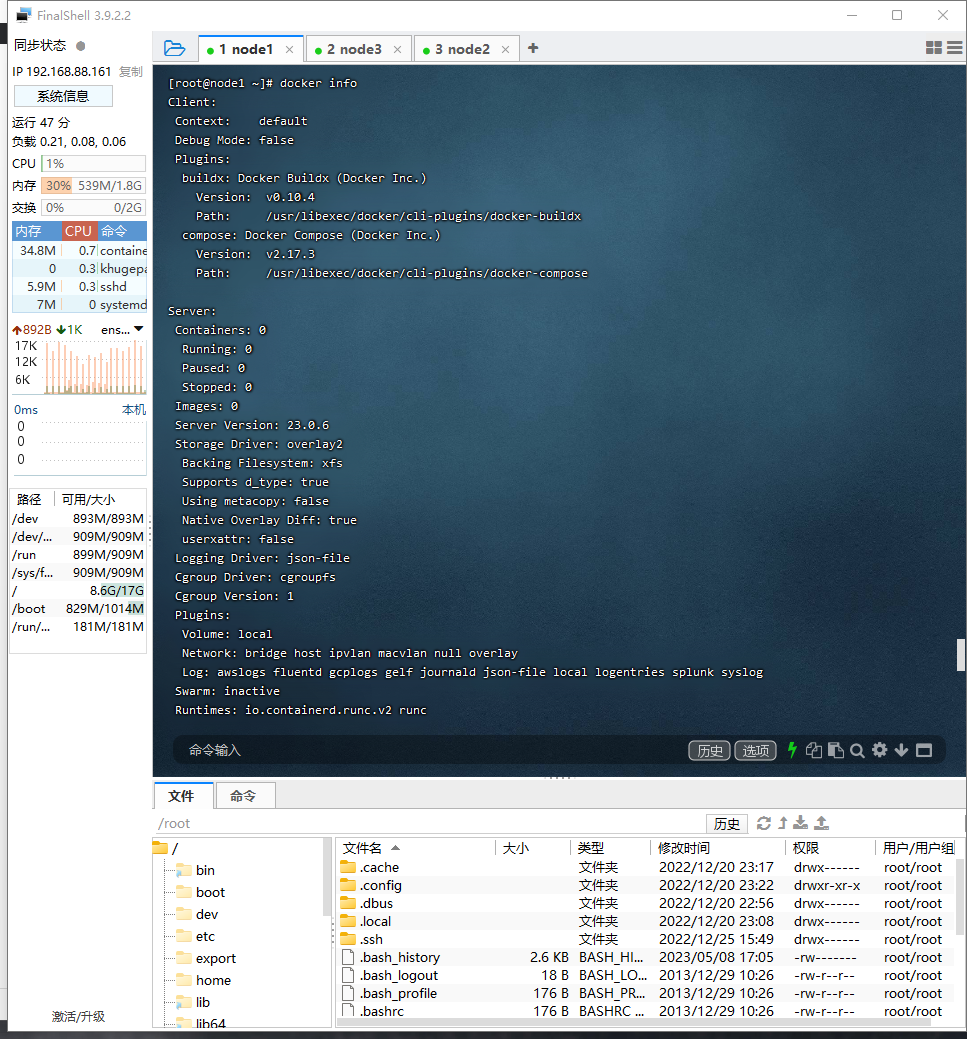 FinalShell 3.9.2.2
同步状态
IP 192.168.88.161 复制
系统信息
运行 47 分
负载 0.21, 0.08, 0.06
CPU 1%
内存 30% 539M/1.8G
交换 0% 0/2G
内存 CPU 命令
34.8M 0.7 containe
0 0.3 khugepa
5.9M 0.3 sshd
7M 0 systemd
892B 1K ens...
17K
12K
6K
0ms 本机
0
0
0
路径 可用/大小
/dev 893M/893M
/dev/... 909M/909M
/run 899M/909M
/sys/f... 909M/909M
/ 8.6G/17G
/boot 829M/1014M
/run/... 181M/181M
激活/升级
1 node1
2 node3
3 node2
[root@node1 ~]# docker info
Client:
Context: default
Debug Mode: false
Plugins:
buildx: Docker Buildx (Docker Inc.)
Version: v0.10.4
Path: /usr/libexec/docker/cli-plugins/docker-buildx
compose: Docker Compose (Docker Inc.)
Version: v2.17.3
Path: /usr/libexec/docker/cli-plugins/docker-compose
Server:
Containers: 0
Running: 0
Paused: 0
Stopped: 0
Images: 0
Server Version: 23.0.6
Storage Driver: overlay2
Backing Filesystem: xfs
Supports d_type: true
Using metacopy: false
Native Overlay Diff: true
userxattr: false
Logging Driver: json-file
Cgroup Driver: cgroupfs
Cgroup Version: 1
Plugins:
Volume: local
Network: bridge host ipvlan macvlan null overlay
Log: awslogs fluentd gcplogs gelf journald json-file local logentries splunk syslog
Swarm: inactive
Runtimes: io.containerd.runc.v2 runc
命令输入 历史 选项
文件 命令
/root 历史
/
bin
boot
dev
etc
export
home
lib
lib64
文件名 大小 类型 修改时间 权限 用户/用户组
.cache 文件夹 2022/12/20 23:17 drwx------ root/root
.config 文件夹 2022/12/20 23:22 drwxr-xr-x root/root
.dbus 文件夹 2022/12/20 22:56 drwx------ root/root
.local 文件夹 2022/12/20 23:08 drwx------ root/root
.ssh 文件夹 2022/12/25 15:49 drwx------ root/root
.bash_history 2.6 KB BASH_HI... 2023/05/08 17:05 -rw------- root/root
.bash_logout 18 B BASH_LO... 2013/12/29 10:26 -rw-r--r-- root/root
.bash_profile 176 B BASH_PR... 2013/12/29 10:26 -rw-r--r-- root/root
.bashrc 176 B BASHRC ... 2013/12/29 10:26 -rw-r--r-- root/root